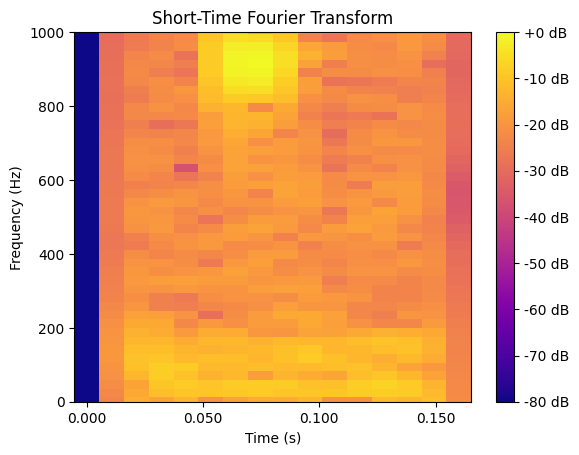 Short-Time Fourier Transform
Frequency (Hz)
1000
800
600
400
200
0
0.000
0.050
0.100
0.150
Time (s)
+0 dB
-10 dB
-20 dB
-30 dB
-40 dB
-50 dB
-60 dB
-70 dB
-80 dB